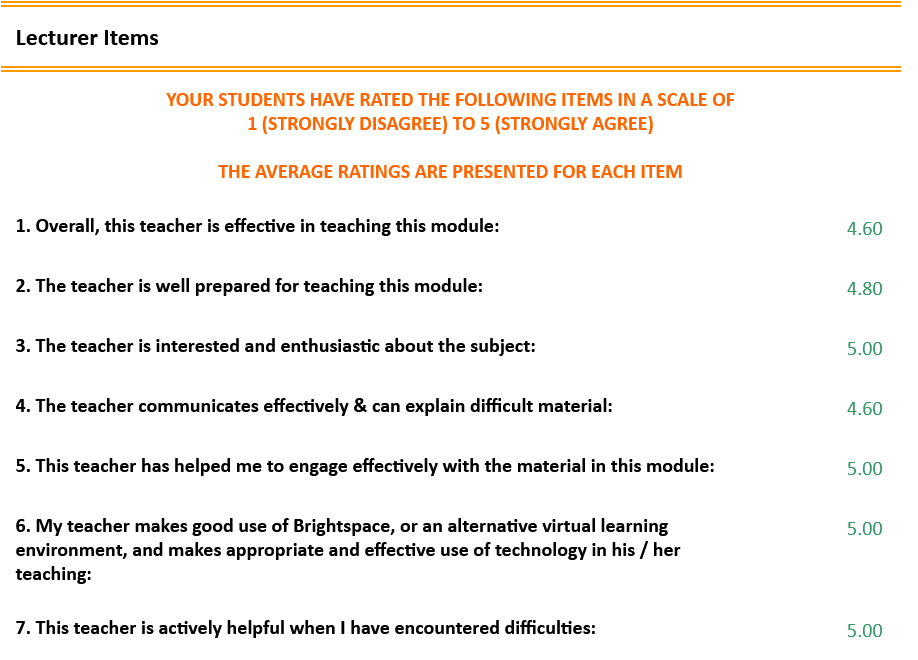 Lecturer Items
YOUR STUDENTS HAVE RATED THE FOLLOWING ITEMS IN A SCALE OF
1 (STRONGLY DISAGREE) TO 5 (STRONGLY AGREE)
THE AVERAGE RATINGS ARE PRESENTED FOR EACH ITEM
1. Overall, this teacher is effective in teaching this module: 4.60
2. The teacher is well prepared for teaching this module: 4.80
3. The teacher is interested and enthusiastic about the subject: 5.00
4. The teacher communicates effectively & can explain difficult material: 4.60
5. This teacher has helped me to engage effectively with the material in this module: 5.00
6. My teacher makes good use of Brightspace, or an alternative virtual learning 5.00
environment, and makes appropriate and effective use of technology in his / her
teaching:
7. This teacher is actively helpful when I have encountered difficulties: 5.00